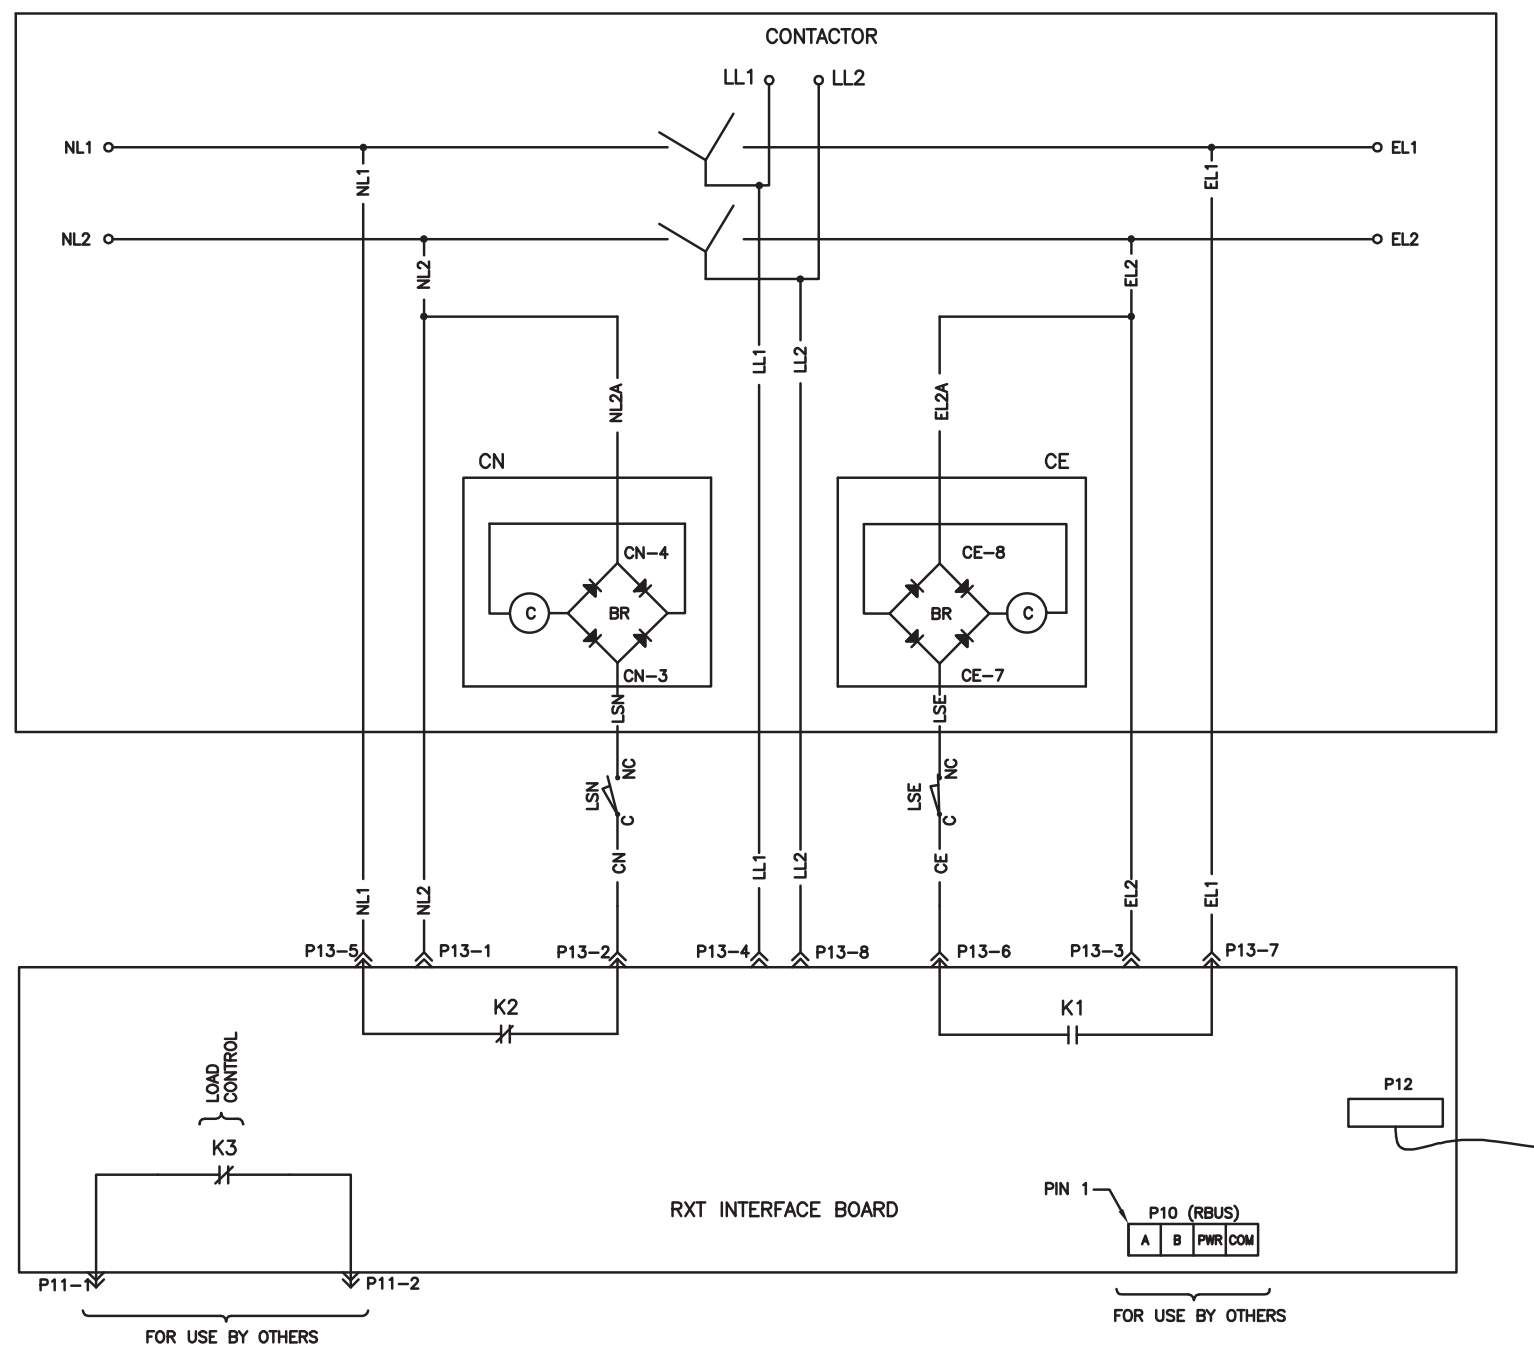 CONTACTOR
LL1
LL2
NL1
EL1
NL1
EL1
NL2
EL2
NL2
EL2
LL1
LL2
NL2A
EL2A
CN
CE
CN-4
CE-8
C
BR
BR
C
CN-3
CE-7
LSN
LSE
NC
NC
LSN
LSE
C
C
CN
LL1
LL2
CE
NL1
NL2
EL2
EL1
P13-5
P13-1
P13-2
P13-4
P13-8
P13-6
P13-3
P13-7
K2
K1
LOAD
CONTROL
P12
K3
PIN 1
RXT INTERFACE BOARD
P10 (RBUS)
A
B
PWR
COM
P11-1
P11-2
FOR USE BY OTHERS
FOR USE BY OTHERS